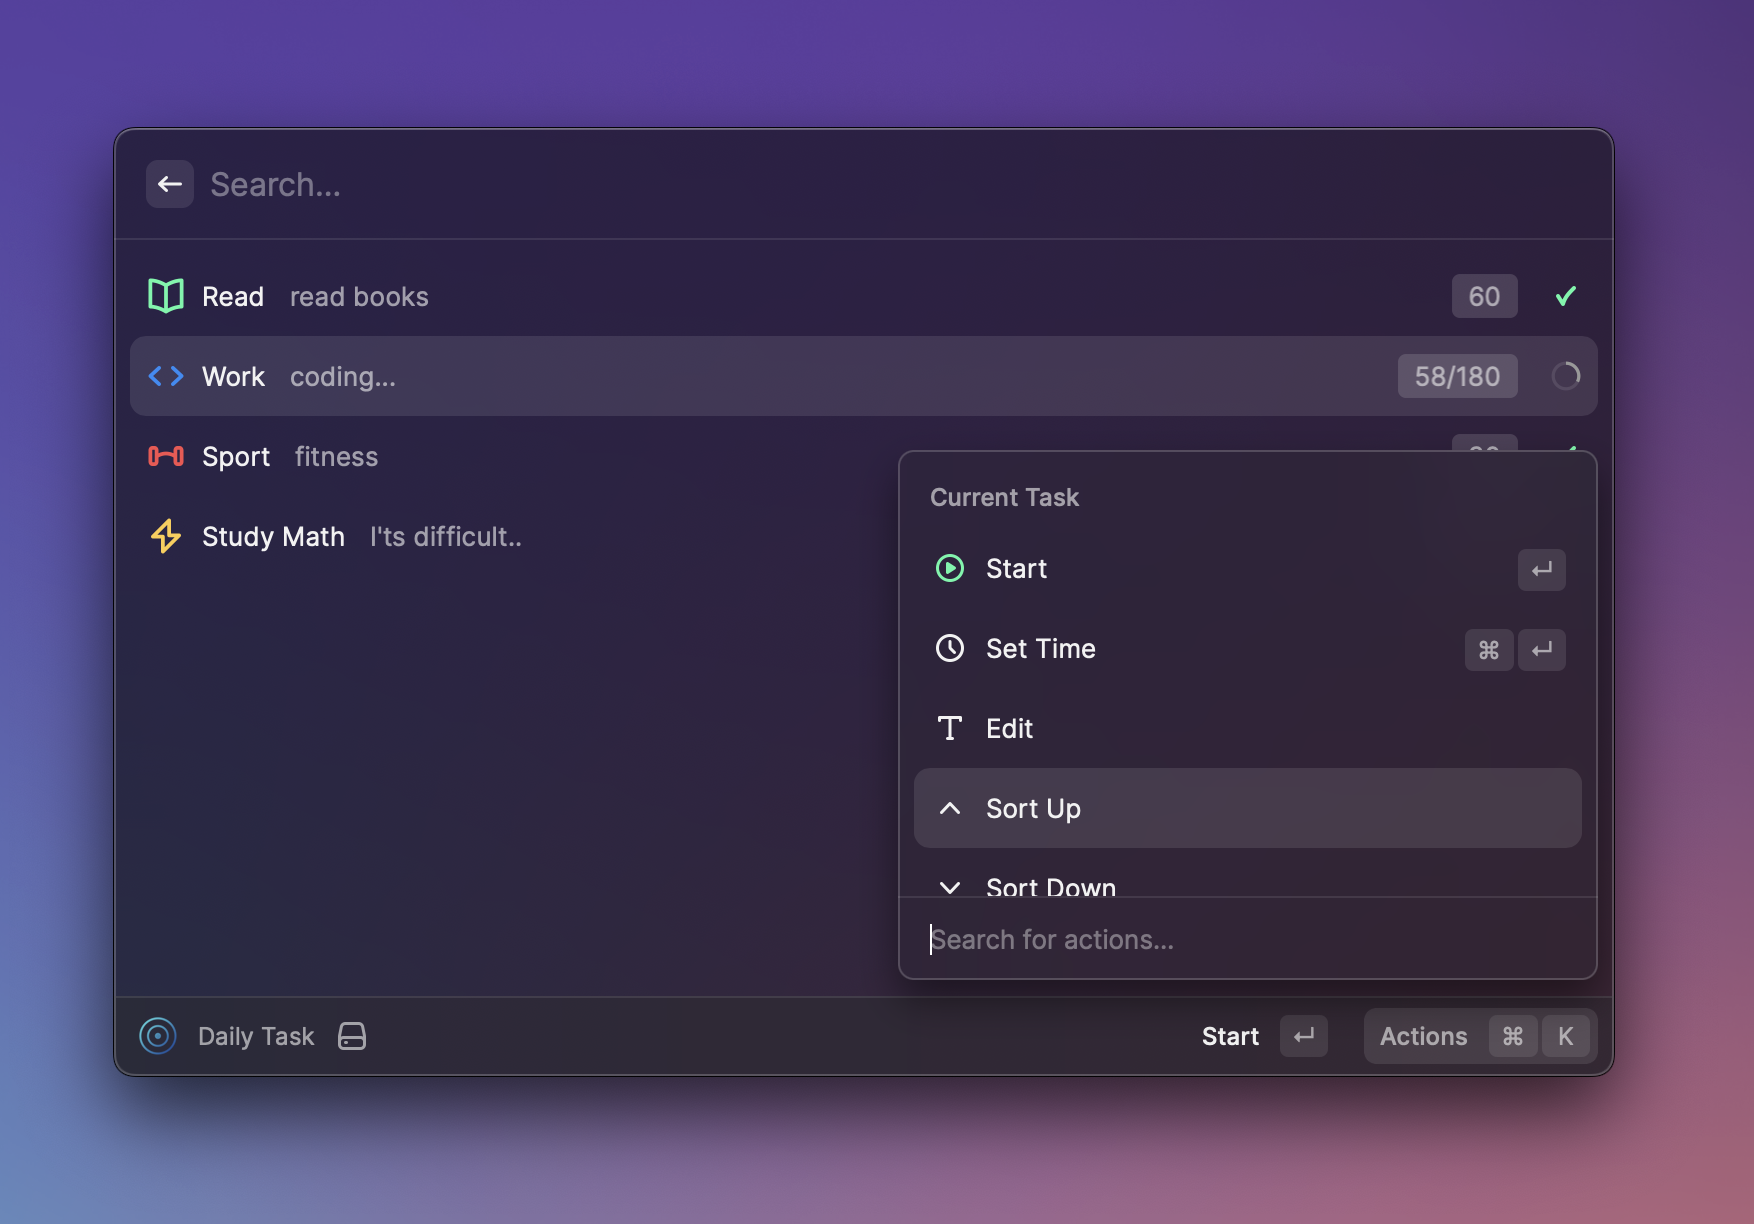 Search...
Read read books 60
Work coding... 58/180
Sport fitness
Study Math I'ts difficult..
Current Task
Start
Set Time ⌘
Edit
Sort Up
Sort Down
Search for actions...
Daily Task Start Actions ⌘ K